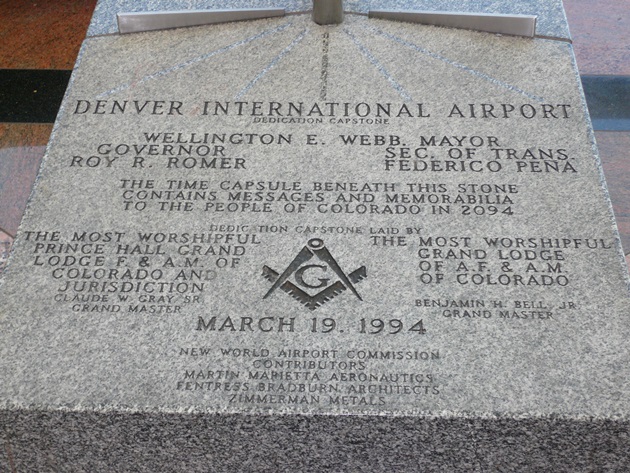 DENVER INTERNATIONAL AIRPORT
DEDICATION CAPSTONE
WELLINGTON E. WEBB, MAYOR
GOVERNOR
ROY R. ROMER
SEC. OF TRANS.
FEDERICO PEÑA
THE TIME CAPSULE BENEATH THIS STONE
CONTAINS MESSAGES AND MEMORABILIA
TO THE PEOPLE OF COLORADO IN 2094
DEDICATION CAPSTONE LAID BY
THE MOST WORSHIPFUL
PRINCE HALL GRAND
LODGE F. & A.M. OF
COLORADO AND
JURISDICTION
CLAUDE W. GRAY SR.
GRAND MASTER
G
THE MOST WORSHIPFUL
GRAND LODGE
OF A.F. & A.M.
OF COLORADO
BENJAMIN H. BELL, JR.
GRAND MASTER
MARCH 19, 1994
NEW WORLD AIRPORT COMMISSION
CONTRIBUTORS
MARTIN MARIETTA AERONAUTICS
FENTRESS BRADBURN ARCHITECTS
ZIMMERMAN METALS